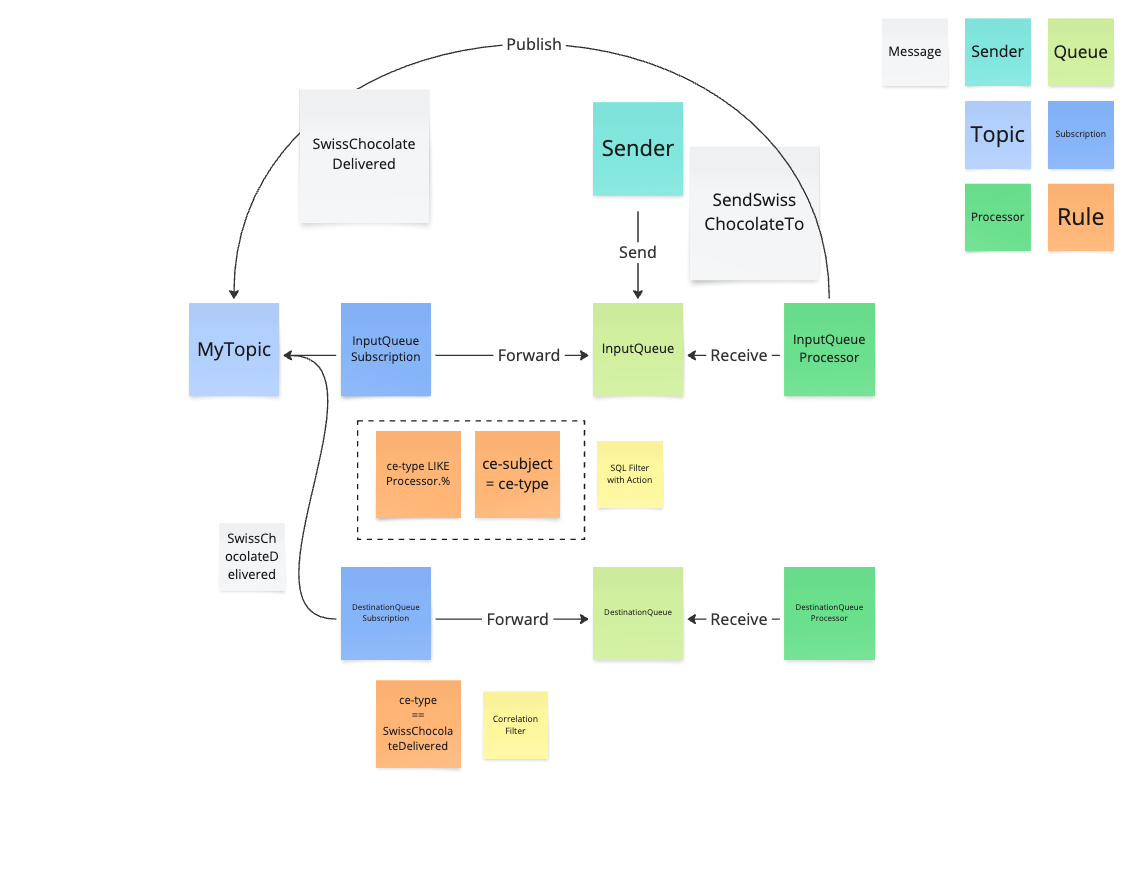 Publish
Message
Sender
Queue
SwissChocolate
Delivered
Sender
SendSwiss
ChocolateTo
Topic
Subscription
Processor
Rule
Send
MyTopic
InputQueue
Subscription
Forward
InputQueue
Receive
InputQueue
Processor
ce-type LIKE
Processor.%
ce-subject
= ce-type
SQL Filter
with Action
SwissCh
ocolateD
elivered
DestinationQueue
Subscription
Forward
DestinationQueue
Receive
DestinationQueue
Processor
ce-type
==
SwissChocola
teDelivered
Correlation
Filter